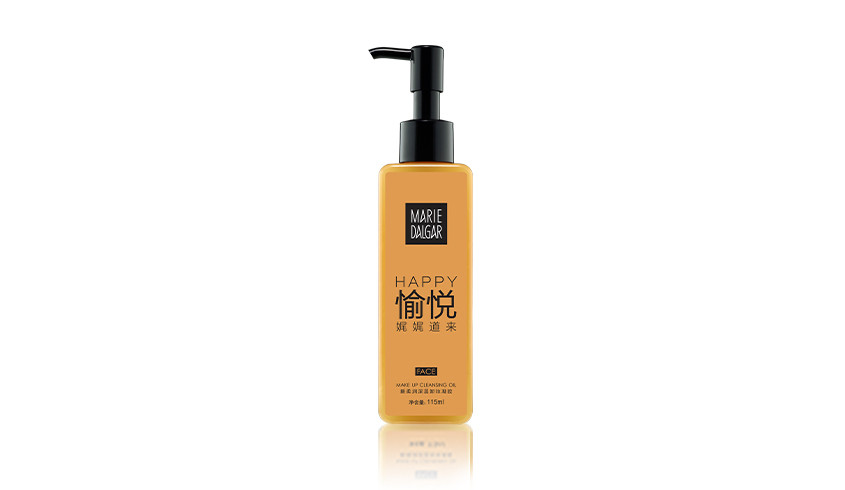 MARIE
DALGAR
HAPPY
愉悦
娓娓道来
FACE
MAKE UP CLEANSING OIL
净含量: 115ml